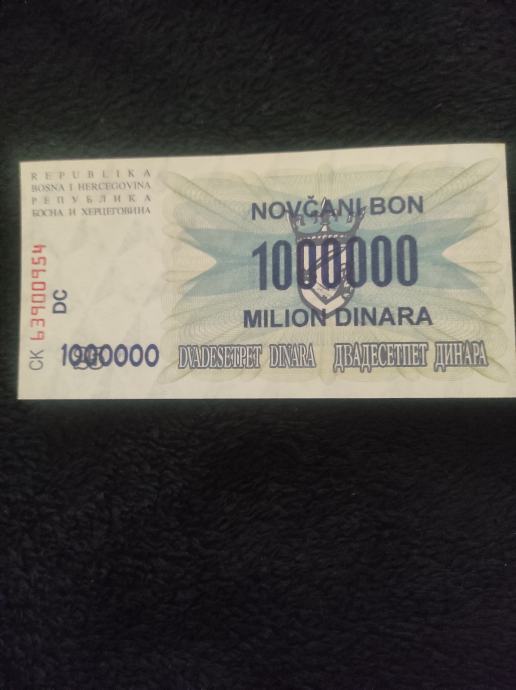 REPUBLIKA
BOSNA I HERCEGOVINA
РЕПУБЛИКА
БОСНА И ХЕРЦЕГОВИНА
NOVČANI BON
1000000
MILION DINARA
DVADESETPET DINARA ДВАДЕСЕТПЕТ ДИНАРА
1000000
CK 63900954
DC